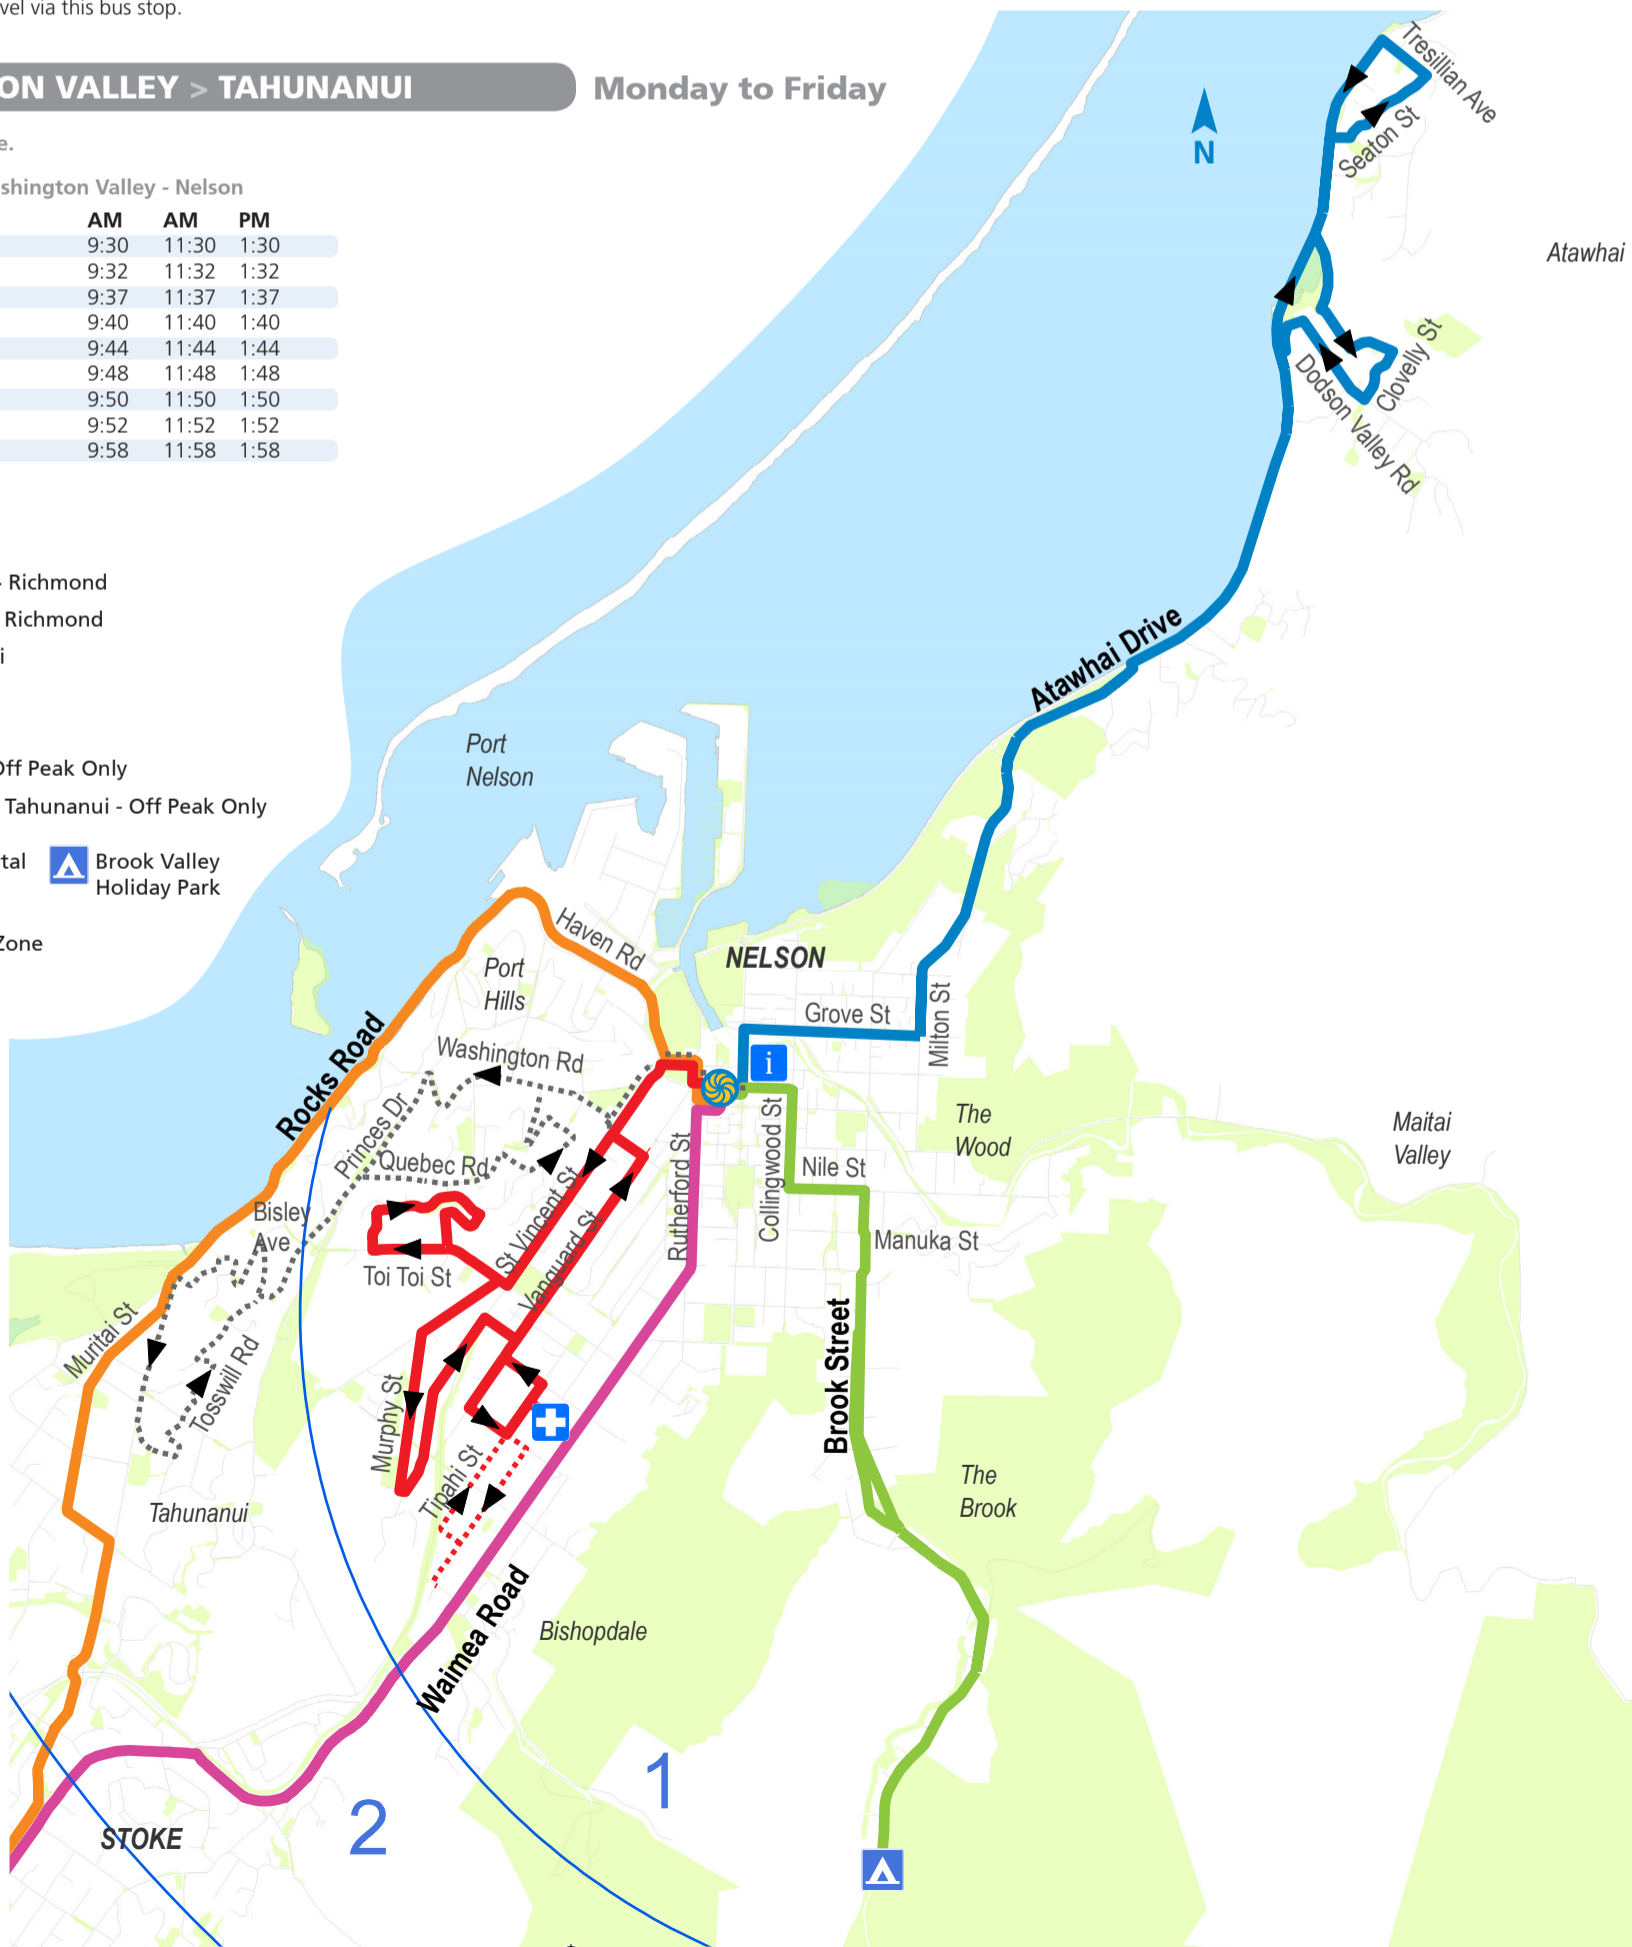 vel via this bus stop.
ON VALLEY > TAHUNANUI
Monday to Friday
e.
shington Valley - Nelson
AM AM PM
9:30 11:30 1:30
9:32 11:32 1:32
9:37 11:37 1:37
9:40 11:40 1:40
9:44 11:44 1:44
9:48 11:48 1:48
9:50 11:50 1:50
9:52 11:52 1:52
9:58 11:58 1:58
- Richmond
Richmond
i
Off Peak Only
Tahunanui - Off Peak Only
tal
Brook Valley
Holiday Park
Zone
N
Tresillian Ave
Seaton St
Atawhai
Clovelly St
Dodson Valley Rd
Atawhai Drive
Port
Nelson
Haven Rd
NELSON
Port
Hills
Grove St
Milton St
Rocks Road
Washington Rd
i
Princes Dr
Quebec Rd
Collingwood St
The
Wood
Maitai
Valley
Nile St
Rutherford St
Bisley
Ave
St Vincent St
Vanguard St
Manuka St
Toi Toi St
Muritai St
Tosswill Rd
Murphy St
Brook Street
Tipahi St
The
Brook
Tahunanui
Waimea Road
Bishopdale
1
2
STOKE